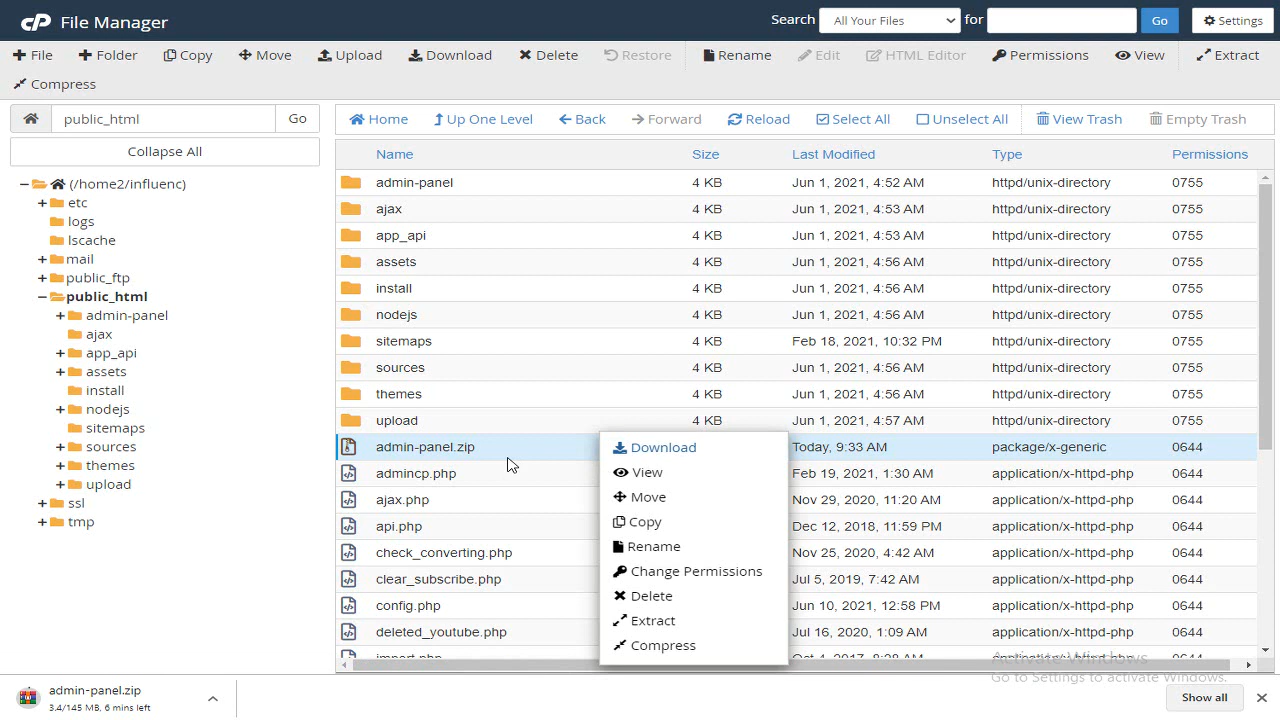 cP File Manager Search All Your Files for Go Settings
File Folder Copy Move Upload Download Delete Restore Rename Edit HTML Editor Permissions View Extract
Compress
public_html Go
Collapse All
(/home2/influenc)
etc
logs
lscache
mail
public_ftp
public_html
admin-panel
ajax
app_api
assets
install
nodejs
sitemaps
sources
themes
upload
ssl
tmp
Home Up One Level Back Forward Reload Select All Unselect All View Trash Empty Trash
Name Size Last Modified Type Permissions
admin-panel 4 KB Jun 1, 2021, 4:52 AM httpd/unix-directory 0755
ajax 4 KB Jun 1, 2021, 4:53 AM httpd/unix-directory 0755
app_api 4 KB Jun 1, 2021, 4:53 AM httpd/unix-directory 0755
assets 4 KB Jun 1, 2021, 4:56 AM httpd/unix-directory 0755
install 4 KB Jun 1, 2021, 4:56 AM httpd/unix-directory 0755
nodejs 4 KB Jun 1, 2021, 4:56 AM httpd/unix-directory 0755
sitemaps 4 KB Feb 18, 2021, 10:32 PM httpd/unix-directory 0755
sources 4 KB Jun 1, 2021, 4:56 AM httpd/unix-directory 0755
themes 4 KB Jun 1, 2021, 4:56 AM httpd/unix-directory 0755
upload 4 KB Jun 1, 2021, 4:57 AM httpd/unix-directory 0755
admin-panel.zip Today, 9:33 AM package/x-generic 0644
admincp.php Feb 19, 2021, 1:30 AM application/x-httpd-php 0644
ajax.php Nov 29, 2020, 11:20 AM application/x-httpd-php 0644
api.php Dec 12, 2018, 11:59 PM application/x-httpd-php 0644
check_converting.php Nov 25, 2020, 4:42 AM application/x-httpd-php 0644
clear_subscribe.php Jul 5, 2019, 7:42 AM application/x-httpd-php 0644
config.php Jun 10, 2021, 12:58 PM application/x-httpd-php 0644
deleted_youtube.php Jul 16, 2020, 1:09 AM application/x-httpd-php 0644
import.php Oct 4, 2017, 8:28 AM application/x-httpd-php 0644
Download
View
Move
Copy
Rename
Change Permissions
Delete
Extract
Compress
Activate Windows
Go to Settings to activate Windows.
admin-panel.zip
3.4/145 MB, 6 mins left
Show all